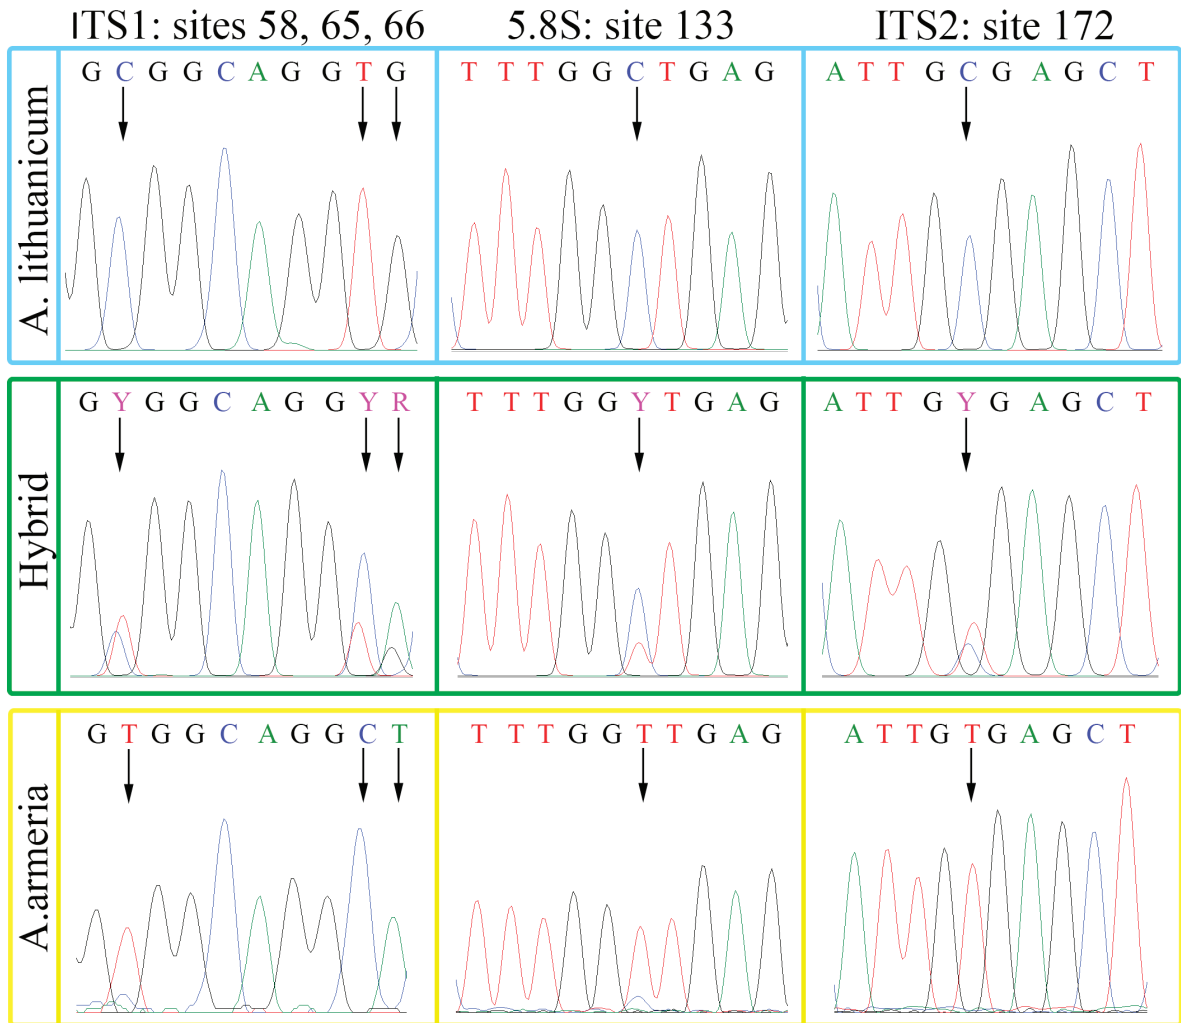 ITS1: sites 58, 65, 66
5.8S: site 133
ITS2: site 172
A. lithuanicum
G C G G C A G G T G
T T T G G C T G A G
A T T G C G A G C T
Hybrid
G Y G G C A G G Y R
T T T G G Y T G A G
A T T G Y G A G C T
A.armeria
G T G G C A G G C T
T T T G G T T G A G
A T T G T G A G C T